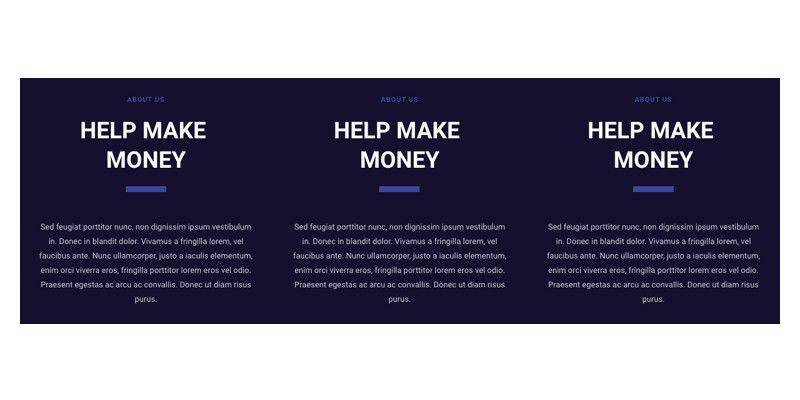 ABOUT US
HELP MAKE
MONEY
Sed feugiat porttitor nunc, non dignissim ipsum vestibulum
in. Donec in blandit dolor. Vivamus a fringilla lorem, vel
faucibus ante. Nunc ullamcorper, justo a iaculis elementum,
enim orci viverra eros, fringilla porttitor lorem eros vel odio.
Praesent egestas ac arcu ac convallis. Donec ut diam risus
purus.
ABOUT US
HELP MAKE
MONEY
Sed feugiat porttitor nunc, non dignissim ipsum vestibulum
in. Donec in blandit dolor. Vivamus a fringilla lorem, vel
faucibus ante. Nunc ullamcorper, justo a iaculis elementum,
enim orci viverra eros, fringilla porttitor lorem eros vel odio.
Praesent egestas ac arcu ac convallis. Donec ut diam risus
purus.
ABOUT US
HELP MAKE
MONEY
Sed feugiat porttitor nunc, non dignissim ipsum vestibulum
in. Donec in blandit dolor. Vivamus a fringilla lorem, vel
faucibus ante. Nunc ullamcorper, justo a iaculis elementum,
enim orci viverra eros, fringilla porttitor lorem eros vel odio.
Praesent egestas ac arcu ac convallis. Donec ut diam risus
purus.